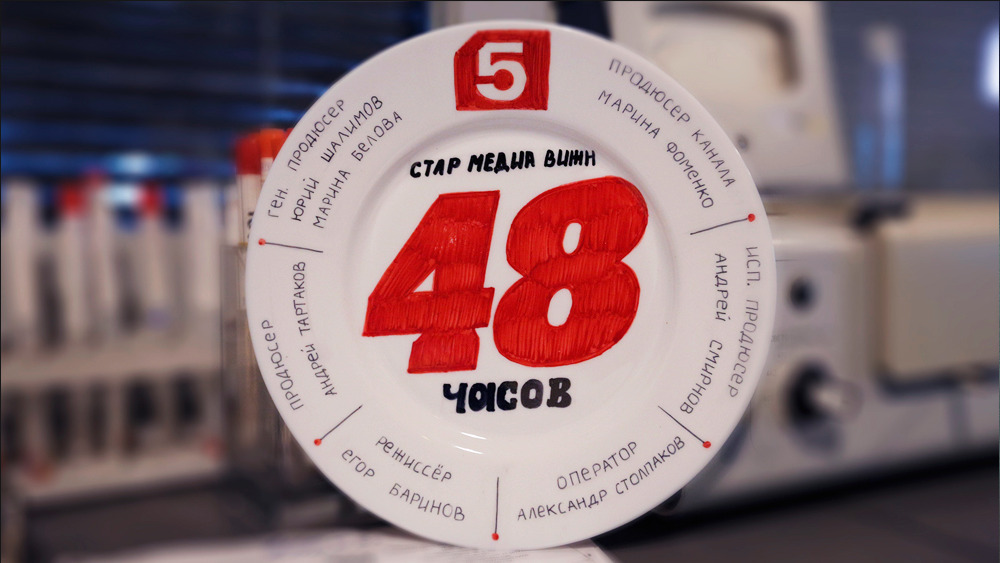 5
СТАР МЕДИА ВИЖН
48
ЧАСОВ
ГЕН. ПРОДЮСЕР
ЮРИЙ ШАЛИМОВ
МАРИНА БЕЛОВА
ПРОДЮСЕР КАНАЛА
МАРИНА ФОМЕНКО
ИСП. ПРОДЮСЕР
АНДРЕЙ СМИРНОВ
ОПЕРАТОР
АЛЕКСАНДР СТОЛПАКОВ
РЕЖИССЁР
ЕГОР БАРИНОВ
ПРОДЮСЕР
АНДРЕЙ ТАРТАКОВ